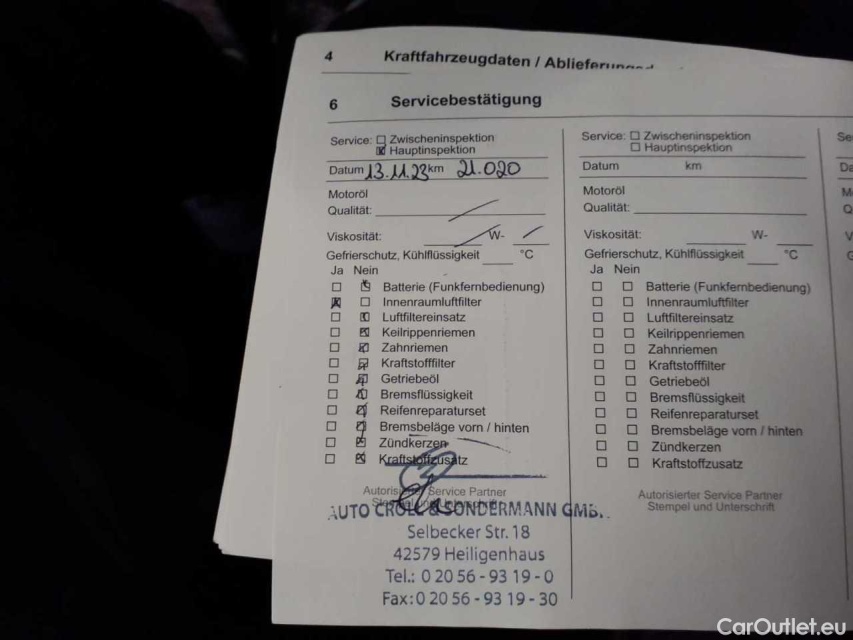 4 Kraftfahrzeugdaten / Ablieferung
6 Servicebestätigung
Service: Zwischeninspektion
Hauptinspektion
Datum 13.11.23 km 21.020
Motoröl
Qualität:
Viskosität: W-
Gefrierschutz, Kühlflüssigkeit °C
Ja Nein
Batterie (Funkfernbedienung)
Innenraumluftfilter
Luftfiltereinsatz
Keilrippenriemen
Zahnriemen
Kraftstofffilter
Getriebeöl
Bremsflüssigkeit
Reifenreparaturset
Bremsbeläge vorn / hinten
Zündkerzen
Kraftstoffzusatz
Autorisierter Service Partner
Stempel und Unterschrift
AUTO CROLL & SONDERMANN GMB.
Selbecker Str. 18
42579 Heiligenhaus
Tel.: 0 20 56 - 93 19 - 0
Fax: 0 20 56 - 93 19 - 30
Service: Zwischeninspektion
Hauptinspektion
Datum km
Motoröl
Qualität:
Viskosität: W-
Gefrierschutz, Kühlflüssigkeit °C
Ja Nein
Batterie (Funkfernbedienung)
Innenraumluftfilter
Luftfiltereinsatz
Keilrippenriemen
Zahnriemen
Kraftstofffilter
Getriebeöl
Bremsflüssigkeit
Reifenreparaturset
Bremsbeläge vorn / hinten
Zündkerzen
Kraftstoffzusatz
Autorisierter Service Partner
Stempel und Unterschrift
CarOutlet.eu